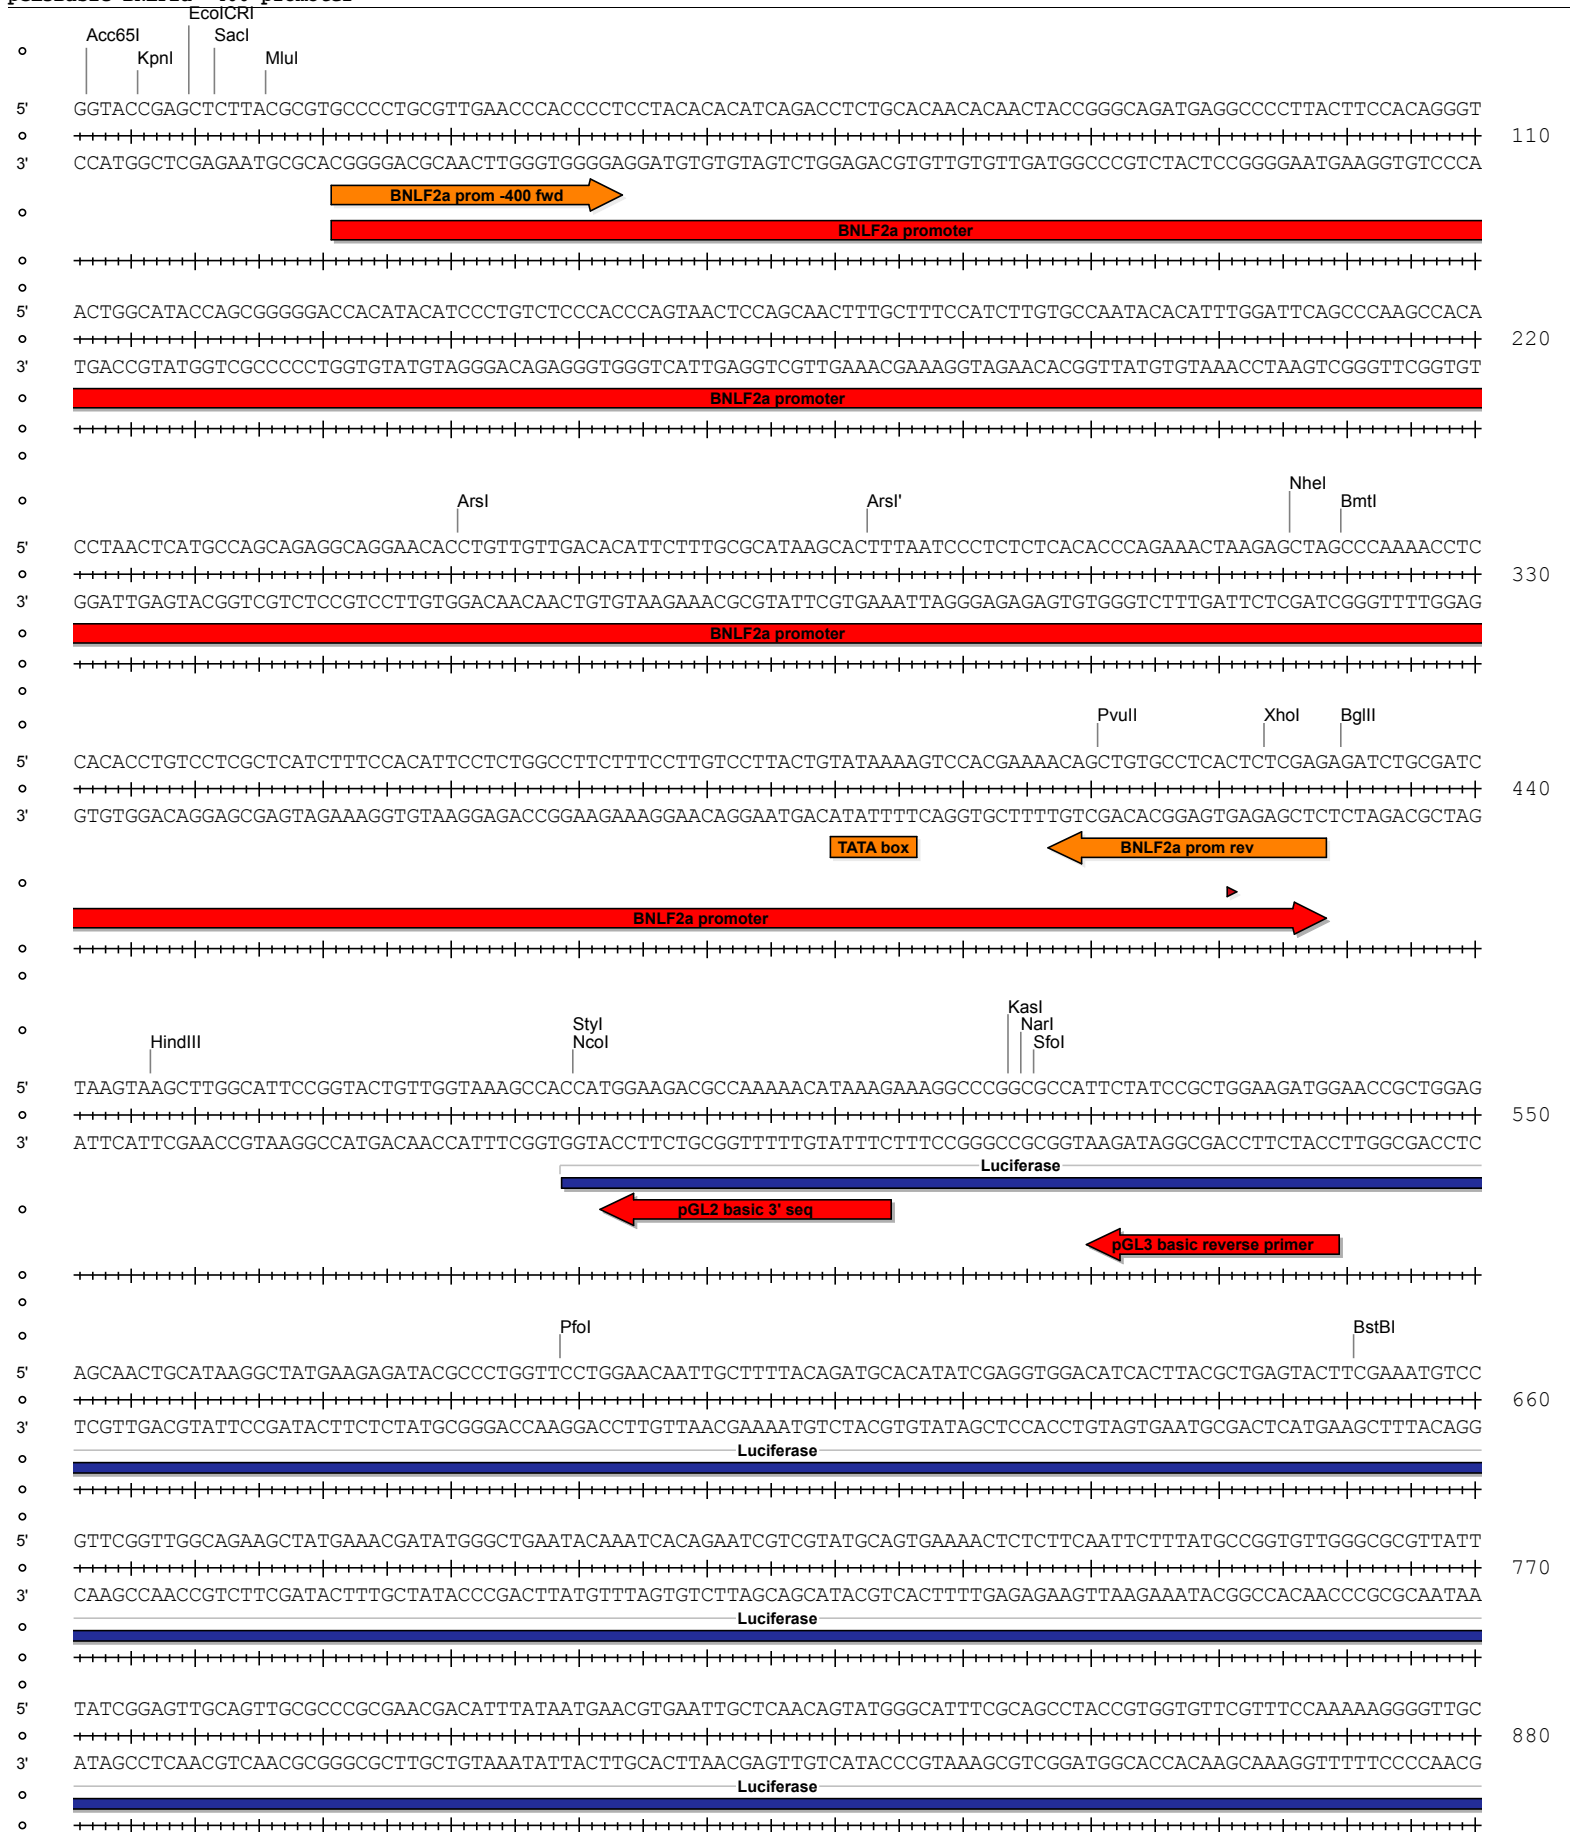 EcoICRI
Acc65I SacI
KpnI MluI
5' GGTACCGAGCTCTTACGCGTGCCCCTGCGTTGAACCCACCCCTCCTACACACATCAGACCTCTGCACAACACAACTACCGGGCAGATGAGGCCCCTTACTTCCACAGGGT
110
3' CCATGGCTCGAGAATGCGCACGGGGACGCAACTTGGGTGGGGAGGATGTGTGTAGTCTGGAGACGTGTTGTGTTGATGGCCCGTCTACTCCGGGGAATGAAGGTGTCCCA
BNLF2a prom -400 fwd
BNLF2a promoter
5' ACTGGCATACCAGCGGGGGACCACATACATCCCTGTCTCCCACCCAGTAACTCCAGCAACTTTGCTTTCCATCTTGTGCCAATACACATTTGGATTCAGCCCAAGCCACA
220
3' TGACCGTATGGTCGCCCCCTGGTGTATGTAGGGACAGAGGGTGGGTCATTGAGGTCGTTGAAACGAAAGGTAGAACACGGTTATGTGTAAACCTAAGTCGGGTTCGGTGT
BNLF2a promoter
NheI
ArsI ArsI' BmtI
5' CCTAACTCATGCCAGCAGAGGCAGGAACACCTGTTGTTGACACATTCTTTGCGCATAAGCACTTTAATCCCTCTCTCACACCCAGAAACTAAGAGCTAGCCCAAAACCTC
330
3' GGATTGAGTACGGTCGTCTCCGTCCTTGTGGACAACAACTGTGTAAGAAACGCGTATTCGTGAAATTAGGGAGAGAGTGTGGGTCTTTGATTCTCGATCGGGTTTTGGAG
BNLF2a promoter
PvuII XhoI BglII
5' CACACCTGTCCTCGCTCATCTTTCCACATTCCTCTGGCCTTCTTTCCTTGTCCTTACTGTATAAAAGTCCACGAAAACAGCTGTGCCTCACTCTCGAGAGATCTGCGATC
440
3' GTGTGGACAGGAGCGAGTAGAAAGGTGTAAGGAGACCGGAAGAAAGGAACAGGAATGACATATTTTCAGGTGCTTTTGTCGACACGGAGTGAGAGCTCTCTAGACGCTAG
TATA box BNLF2a prom rev
BNLF2a promoter
KasI
StyI NarI
HindIII NcoI SfoI
5' TAAGTAAGCTTGGCATTCCGGTACTGTTGGTAAAGCCACCATGGAAGACGCCAAAAACATAAAGAAAGGCCCGGCGCCATTCTATCCGCTGGAAGATGGAACCGCTGGAG
550
3' ATTCATTCGAACCGTAAGGCCATGACAACCATTTCGGTGGTACCTTCTGCGGTTTTTGTATTTCTTTCCGGGCCGCGGTAAGATAGGCGACCTTCTACCTTGGCGACCTC
Luciferase
pGL2 basic 3' seq
pGL3 basic reverse primer
PfoI BstBI
5' AGCAACTGCATAAGGCTATGAAGAGATACGCCCTGGTTCCTGGAACAATTGCTTTTACAGATGCACATATCGAGGTGGACATCACTTACGCTGAGTACTTCGAAATGTCC
660
3' TCGTTGACGTATTCCGATACTTCTCTATGCGGGACCAAGGACCTTGTTAACGAAAATGTCTACGTGTATAGCTCCACCTGTAGTGAATGCGACTCATGAAGCTTTACAGG
Luciferase
5' GTTCGGTTGGCAGAAGCTATGAAACGATATGGGCTGAATACAAATCACAGAATCGTCGTATGCAGTGAAAACTCTCTTCAATTCTTTATGCCGGTGTTGGGCGCGTTATT
770
3' CAAGCCAACCGTCTTCGATACTTTGCTATACCCGACTTATGTTTAGTGTCTTAGCAGCATACGTCACTTTTGAGAGAAGTTAAGAAATACGGCCACAACCCGCGCAATAA
Luciferase
5' TATCGGAGTTGCAGTTGCGCCCGCGAACGACATTTATAATGAACGTGAATTGCTCAACAGTATGGGCATTTCGCAGCCTACCGTGGTGTTCGTTTCCAAAAAGGGGTTGC
880
3' ATAGCCTCAACGTCAACGCGGGCGCTTGCTGTAAATATTACTTGCACTTAACGAGTTGTCATACCCGTAAAGCGTCGGATGGCACCACAAGCAAAGGTTTTTCCCCAACG
Luciferase